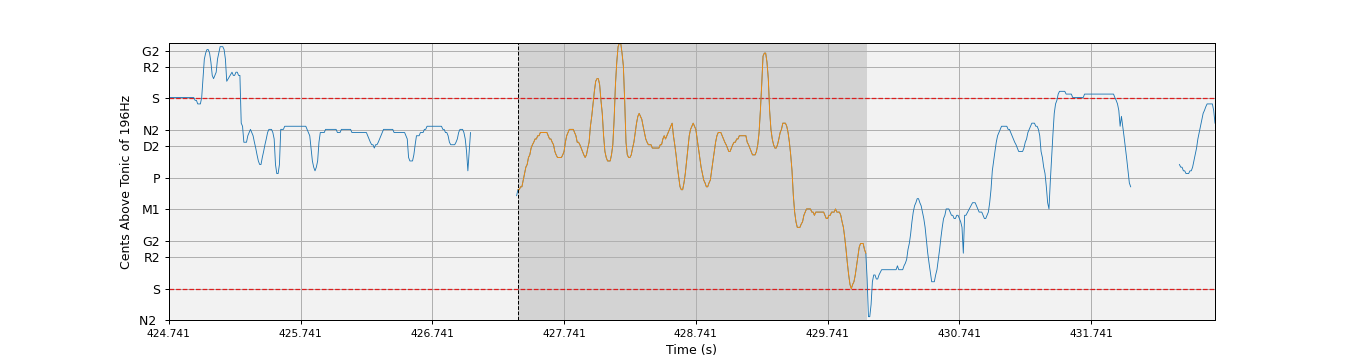 G2
R2
S
N2
D2
P
M1
G2
R2
S
N2
Cents Above Tonic of 196Hz
424.741 425.741 426.741 427.741 428.741 429.741 430.741 431.741
Time (s)